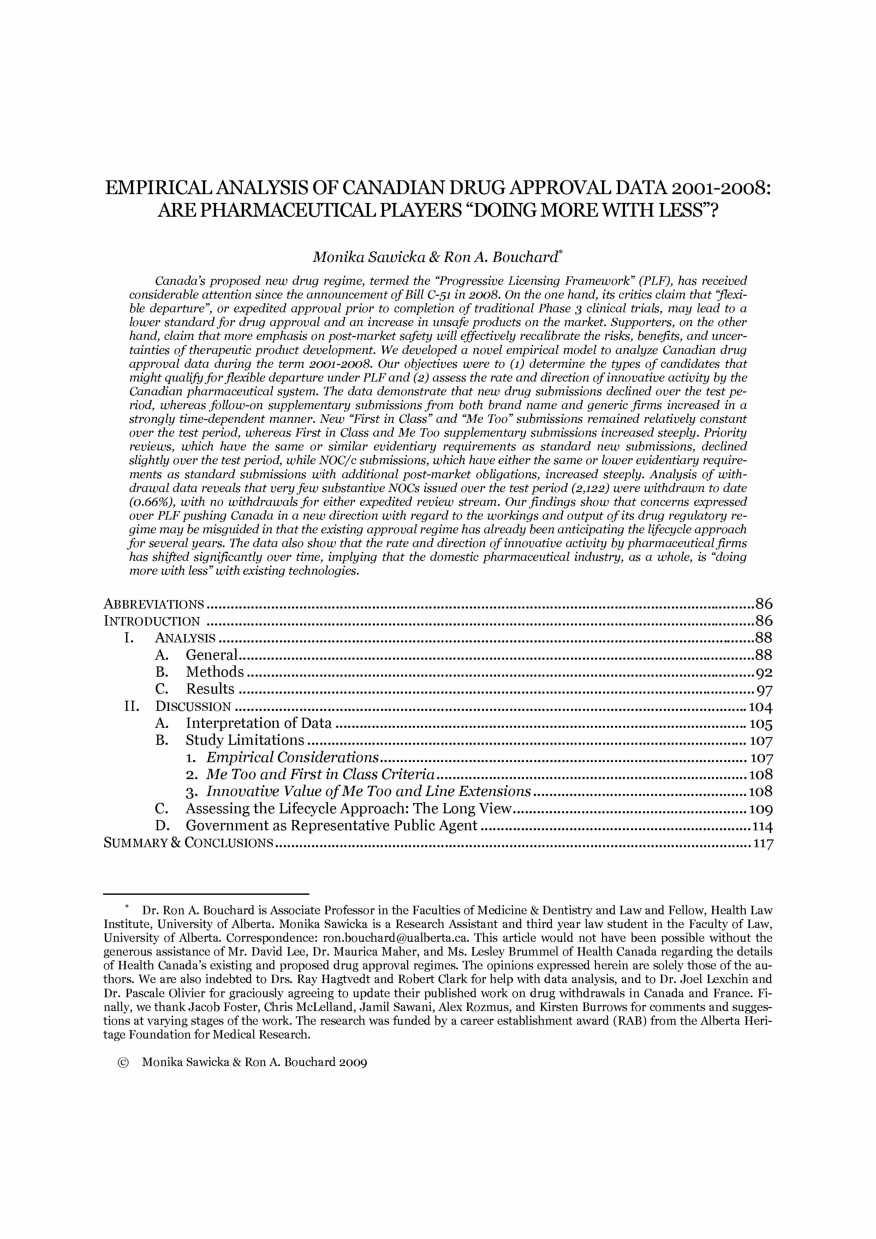 EMPIRICAL ANALYSIS OF CANADIAN DRUG APPROVAL DATA 2001-2008:
ARE PHARMACEUTICAL PLAYERS “DOING MORE WITH LESS”?
Monika Sawicka & Ron A. Bouchard*
Canada’s proposed new drug regime, termed the “Progressive Licensing Framework” (PLF), has received
considerable attention since the announcement of Bill C-51 in 2008. On the one hand, its critics claim that “flexi-
ble departure”, or expedited approval prior to completion of traditional Phase 3 clinical trials, may lead to a
lower standard for drug approval and an increase in unsafe products on the market. Supporters, on the other
hand, claim that more emphasis on post-market safety will effectively recalibrate the risks, benefits, and uncer-
tainties of therapeutic product development. We developed a novel empirical model to analyze Canadian drug
approval data during the term 2001-2008. Our objectives were to (1) determine the types of candidates that
might qualify for flexible departure under PLF and (2) assess the rate and direction of innovative activity by the
Canadian pharmaceutical system. The data demonstrate that new drug submissions declined over the test pe-
riod, whereas follow-on supplementary submissions from both brand name and generic firms increased in a
strongly time-dependent manner. New “First in Class” and “Me Too” submissions remained relatively constant
over the test period, whereas First in Class and Me Too supplementary submissions increased steeply. Priority
reviews, which have the same or similar evidentiary requirements as standard new submissions, declined
slightly over the test period, while NOC/c submissions, which have either the same or lower evidentiary require-
ments as standard submissions with additional post-market obligations, increased steeply. Analysis of with-
drawal data reveals that very few substantive NOCs issued over the test period (2,122) were withdrawn to date
(0.66%), with no withdrawals for either expedited review stream. Our findings show that concerns expressed
over PLF pushing Canada in a new direction with regard to the workings and output of its drug regulatory re-
gime may be misguided in that the existing approval regime has already been anticipating the lifecycle approach
for several years. The data also show that the rate and direction of innovative activity by pharmaceutical firms
has shifted significantly over time, implying that the domestic pharmaceutical industry, as a whole, is “doing
more with less” with existing technologies.
ABBREVIATIONS ........ 86
INTRODUCTION ........ 86
I. ANALYSIS ........ 88
A. General ........ 88
B. Methods ........ 92
C. Results ........ 97
II. DISCUSSION ........ 104
A. Interpretation of Data ........ 105
B. Study Limitations ........ 107
1. Empirical Considerations ........ 107
2. Me Too and First in Class Criteria ........ 108
3. Innovative Value of Me Too and Line Extensions ........ 108
C. Assessing the Lifecycle Approach: The Long View ........ 109
D. Government as Representative Public Agent ........ 114
SUMMARY & CONCLUSIONS ........ 117
* Dr. Ron A. Bouchard is Associate Professor in the Faculties of Medicine & Dentistry and Law and Fellow, Health Law
Institute, University of Alberta. Monika Sawicka is a Research Assistant and third year law student in the Faculty of Law,
University of Alberta. Correspondence: ron.bouchard@ualberta.ca. This article would not have been possible without the
generous assistance of Mr. David Lee, Dr. Maurica Maher, and Ms. Lesley Brummel of Health Canada regarding the details
of Health Canada’s existing and proposed drug approval regimes. The opinions expressed herein are solely those of the au-
thors. We are also indebted to Drs. Ray Hagtvedt and Robert Clark for help with data analysis, and to Dr. Joel Lexchin and
Dr. Pascale Olivier for graciously agreeing to update their published work on drug withdrawals in Canada and France. Fi-
nally, we thank Jacob Foster, Chris McLelland, Jamil Sawani, Alex Rozmus, and Kirsten Burrows for comments and sugges-
tions at varying stages of the work. The research was funded by a career establishment award (RAB) from the Alberta Heri-
tage Foundation for Medical Research.
© Monika Sawicka & Ron A. Bouchard 2009